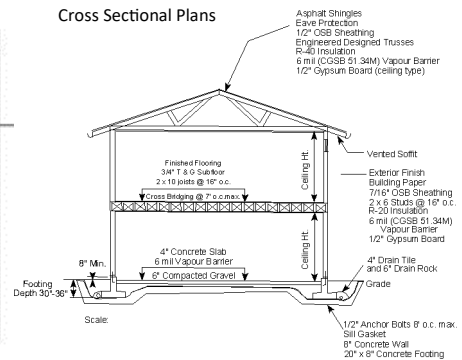 Cross Sectional Plans
Asphalt Shingles
Eave Protection
1/2" OSB Sheathing
Engineered Designed Trusses
R-40 Insulation
6 mil (CGSB 51.34M) Vapour Barrier
1/2" Gypsum Board (ceiling type)
Vented Soffit
Finished Flooring
3/4" T & G Subfloor
2 x 10 joists @ 16" o.c.
Cross Bridging @ 7' o.c.max.
Ceiling Ht.
Exterior Finish
Building Paper
7/16" OSB Sheathing
2 x 6 Studs @ 16" o.c.
R-20 Insulation
6 mil (CGSB 51.34M)
Vapour Barrier
1/2" Gypsum Board
Ceiling Ht.
4" Concrete Slab
6 mil Vapour Barrier
6" Compacted Gravel
8" Min.
Footing
Depth 30"-36"
4" Drain Tile
and 6" Drain Rock
Grade
Scale:
1/2" Anchor Bolts 8' o.c. max.
Sill Gasket
8" Concrete Wall
20" x 8" Concrete Footing